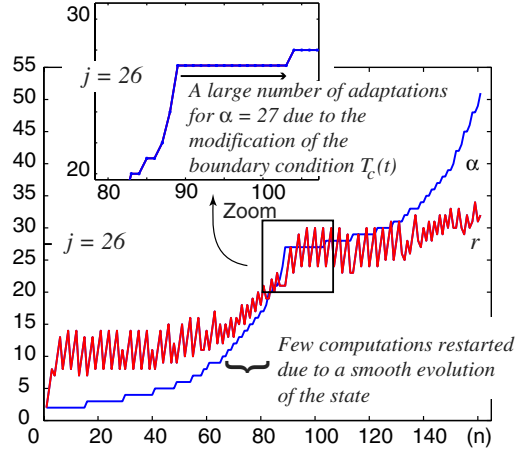 30
20
80
90
100
j = 26
A large number of adaptations
for α = 27 due to the
modification of the
boundary condition T_c(t)
Zoom
55
50
45
40
35
30
25
20
15
10
5
0
j = 26
α
r
Few computations restarted
due to a smooth evolution
of the state
0 20 40 60 80 100 120 140 (n)